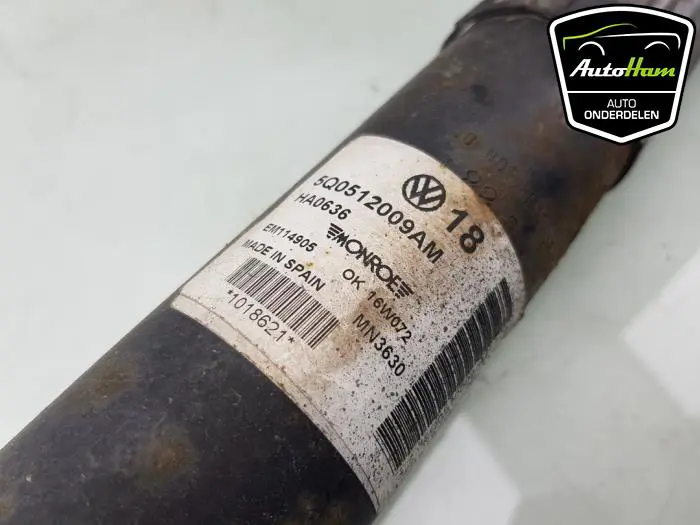 AutoHam
AUTO
ONDERDELEN
5Q0512009AM
18
HA0636
MONROE
EM114905
OK 16W072
MADE IN SPAIN
MN3630
*1018621*